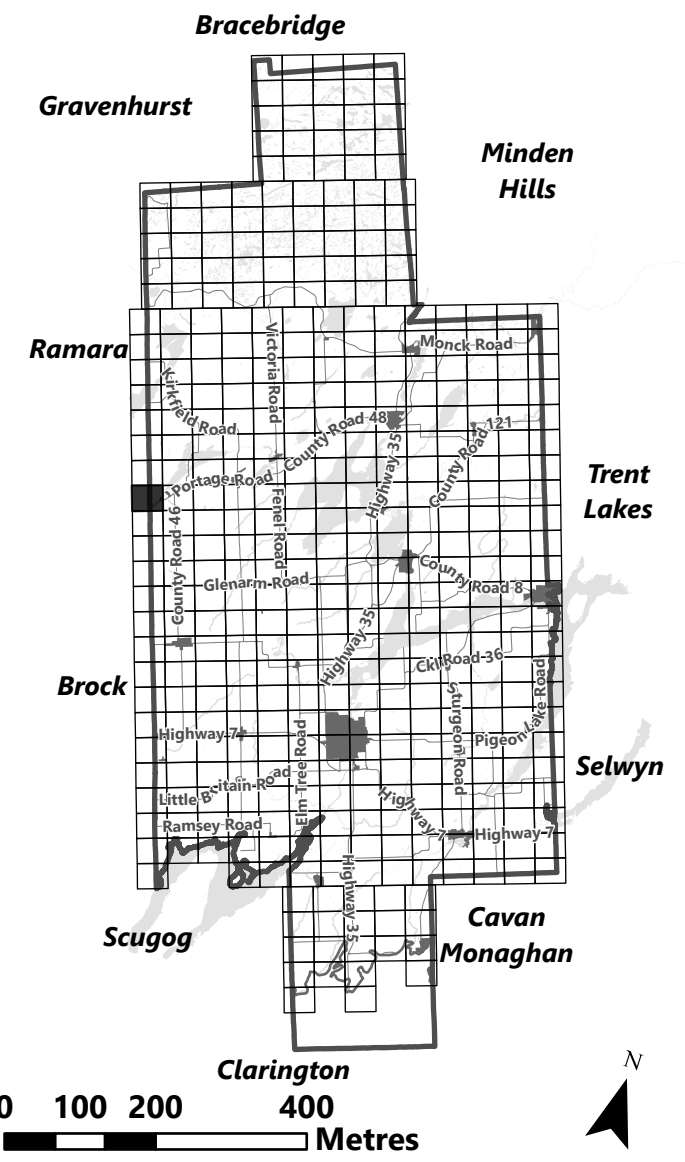 Bracebridge
Gravenhurst
Minden
Hills
Ramara
Monck Road
Victoria Road
Kirkfield Road
County Road 48
County Road 121
Highway 35
Portage Road
Trent
Lakes
Fenel Road
County Road 46
Glenarm Road
County Road 8
Highway 35
Ckl Road 36
Brock
Sturgeon Road
Pigeon Lake Road
Highway 7
Elm Tree Road
Selwyn
Little Britain Road
Highway 7
Ramsey Road
Highway 7
Highway 35
Scugog
Cavan
Monaghan
Clarington
N
0 100 200 400
Metres